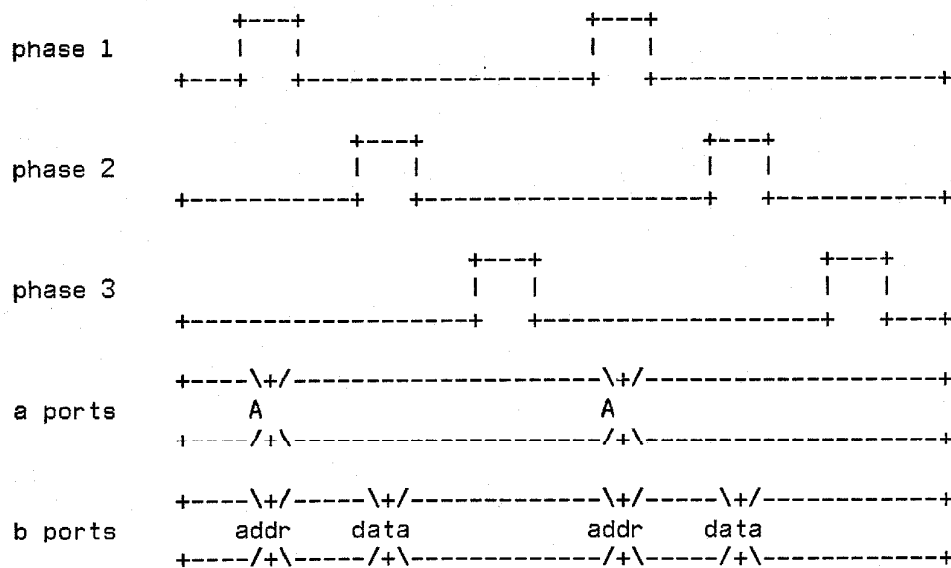 phase 1
phase 2
phase 3
a ports A A
b ports addr data addr data